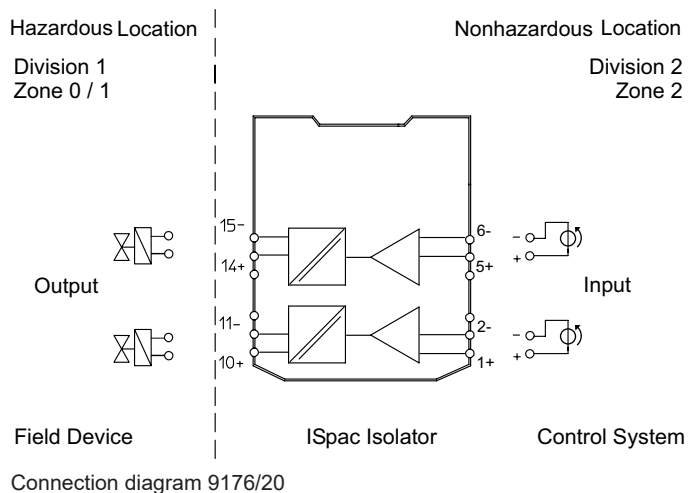 Hazardous Location
Nonhazardous Location
Division 1
Zone 0 / 1
Division 2
Zone 2
15-
14+
6-
5+
Output
Input
- +
11-
10+
2-
1+
- +
Field Device
ISpac Isolator
Control System
Connection diagram 9176/20